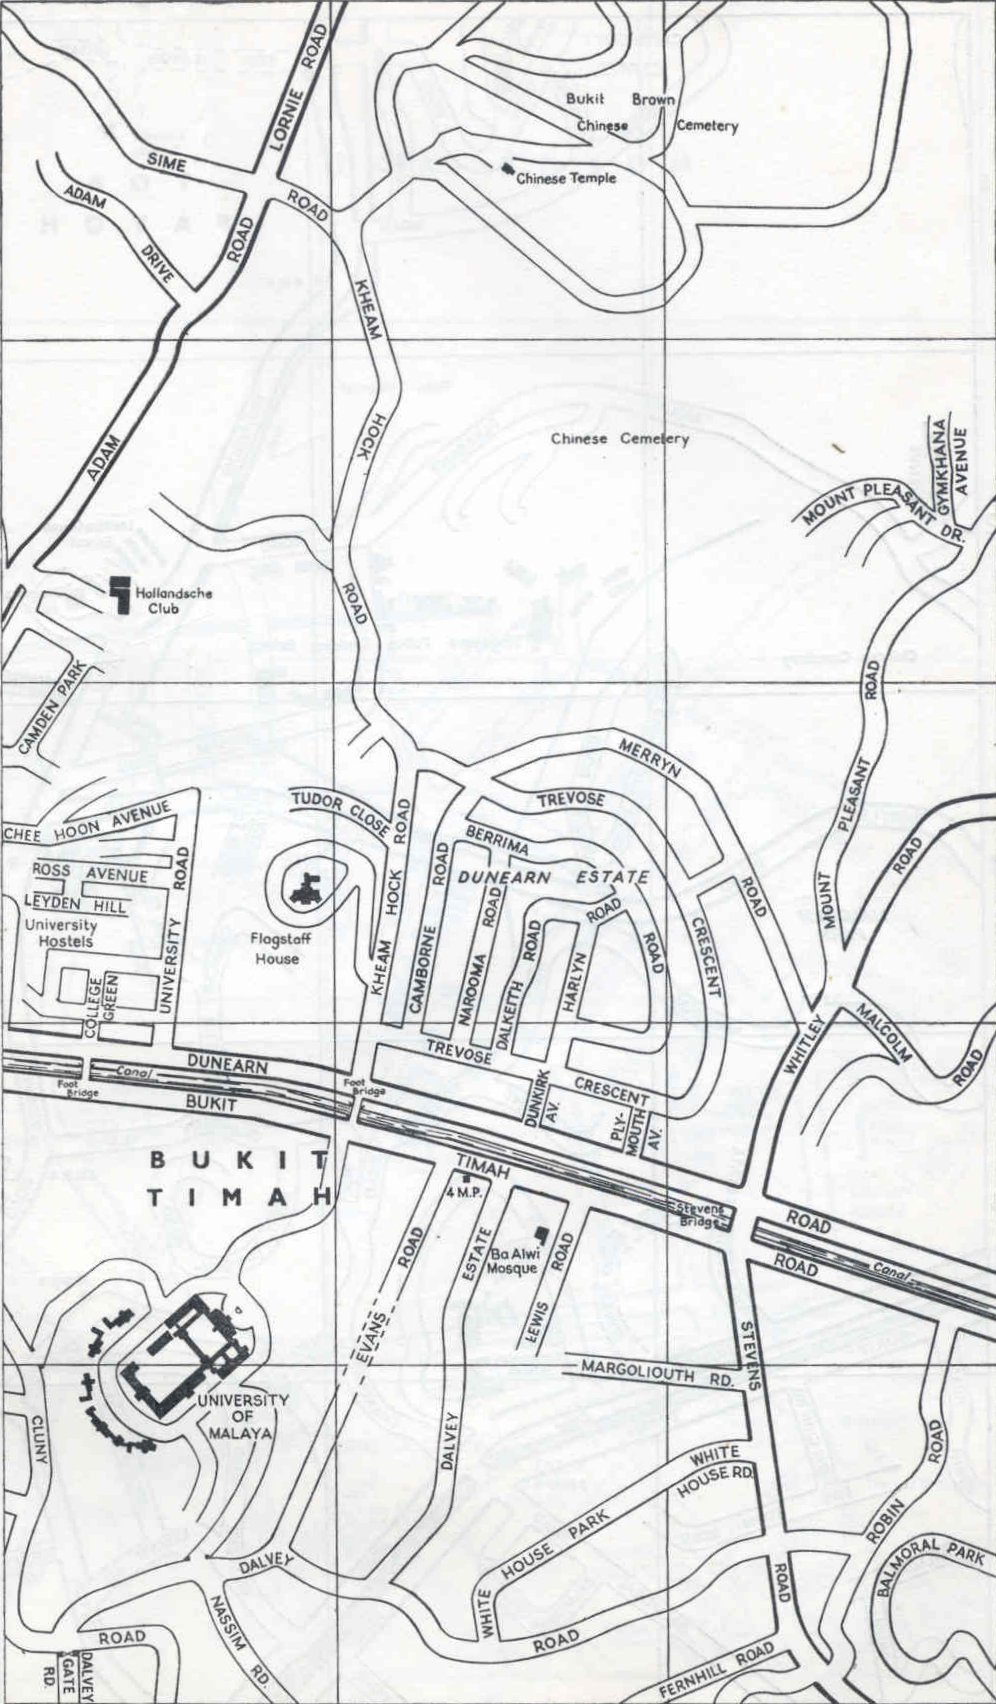 LORNIE ROAD
Bukit Brown
Chinese Cemetery
SIME
ROAD
Chinese Temple
ADAM
DRIVE
ROAD
KHEAM
HOCK
ROAD
ADAM
Chinese Cemetery
GYMKHANA
AVENUE
MOUNT PLEASANT DR.
Hollandsche
Club
CAMDEN PARK
ROAD
PLEASANT
MOUNT
MERRYN
ROAD
TREVOSE
CRESCENT
TUDOR CLOSE
ROAD
HOCK
KHEAM
CHEE HOON AVENUE
ROSS AVENUE
LEYDEN HILL
University
Hostels
ROAD
UNIVERSITY
COLLEGE
GREEN
Flagstaff
House
BERRIMA
ROAD
DUNEARN ESTATE
ROAD
CAMBORNE
ROAD
NAROOMA
ROAD
DALKEITH
ROAD
HARLYN
ROAD
WHITLEY
MALCOLM
ROAD
DUNEARN
Canal
Foot
Bridge
BUKIT
Foot
Bridge
TREVOSE
CRESCENT
DUNKIRK
AV.
PLY-
MOUTH
AV.
BUKIT
TIMAH
TIMAH
4 M.P.
Stevens
Bridge
ROAD
ROAD
Canal
ROAD
EVANS
ESTATE
DALVEY
Ba Alwi
Mosque
ROAD
LEWIS
STEVENS
MARGOLIOUTH RD.
UNIVERSITY
OF
MALAYA
CLUNY
WHITE
HOUSE RD.
WHITE HOUSE PARK
ROAD
ROBIN
BALMORAL PARK
DALVEY
ROAD
ROAD
NASSIM
RD.
ROAD
DALVEY
GATE
RD.
FERNHILL ROAD